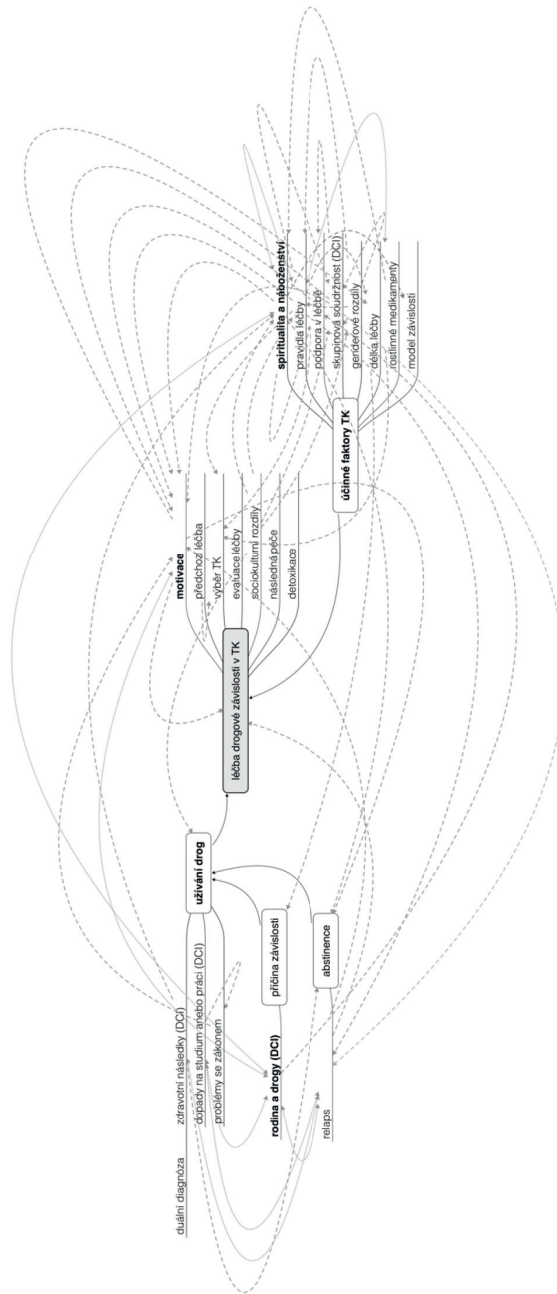 duální diagnóza
zdravotní následky (DCI)
dopady na studium anebo práci (DCI)
problémy se zákonem
užívání drog
rodina a drogy (DCI)
příčina závislosti
relaps
abstinence
léčba drogové závislosti v TK
motivace
předchoz léčba
výběr TK
evaluace léčby
sociokulturní rozdíly
následná péče
detoxikace
účinné faktory TK
spiritualita a náboženství
pravidla léčby
podpora v léčbě
skupinová soudržnost (DCI)
genderové rozdíly
délka léčby
rostlinné medikamenty
model závislosti